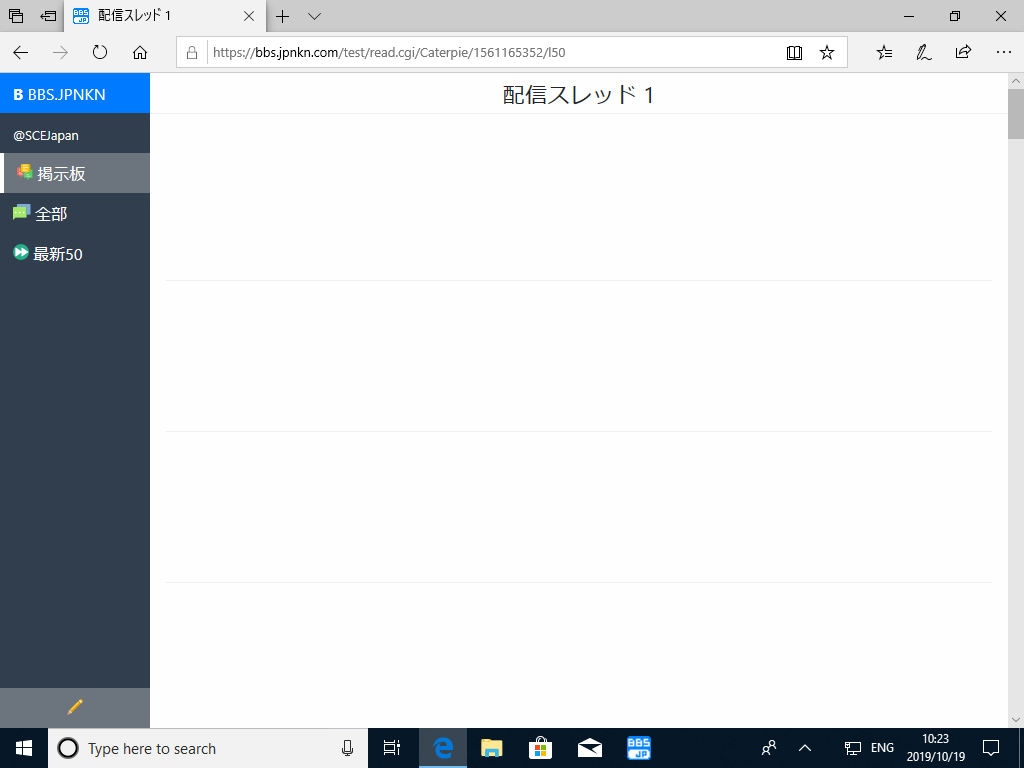 配信スレッド 1
https://bbs.jpnkn.com/test/read.cgi/Caterpie/1561165352/l50
B BBS.JPNKN
配信スレッド 1
@SCEJapan
掲示板
全部
最新50
Type here to search
BBS
JP
ENG
10:23
2019/10/19